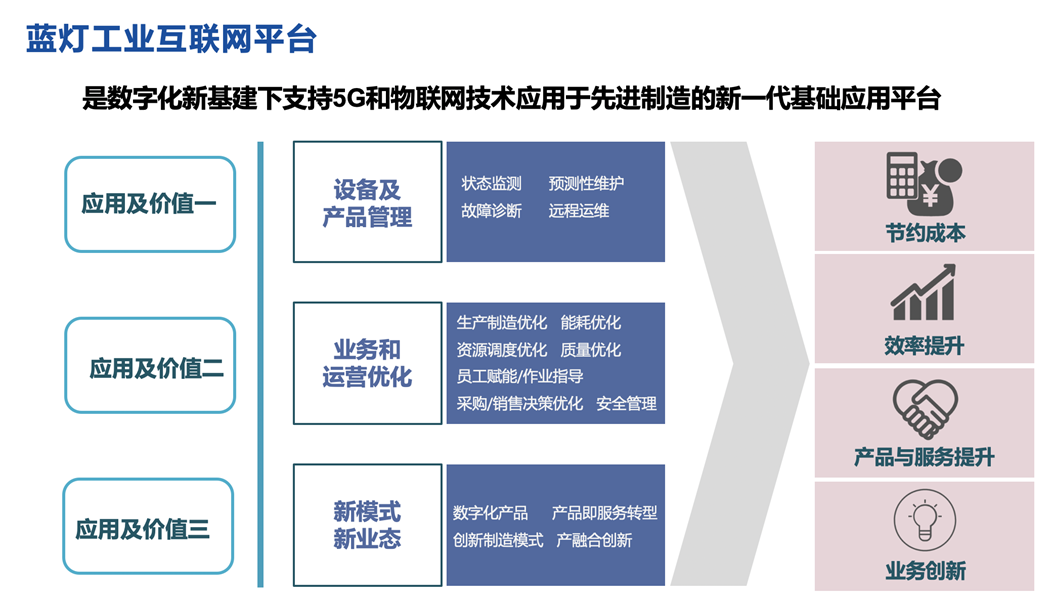 蓝灯工业互联网平台
是数字化新基建下支持5G和物联网技术应用于先进制造的新一代基础应用平台
应用及价值一
设备及
产品管理
状态监测 预测性维护
故障诊断 远程运维
应用及价值二
业务和
运营优化
生产制造优化 能耗优化
资源调度优化 质量优化
员工赋能/作业指导
采购/销售决策优化 安全管理
应用及价值三
新模式
新业态
数字化产品 产品即服务转型
创新制造模式 产融合创新
¥
节约成本
效率提升
产品与服务提升
业务创新